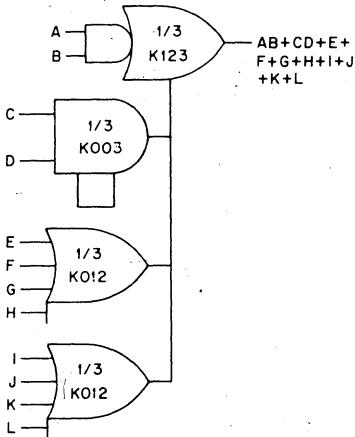 A
B
1/3
K123
AB+CD+E+
F+G+H+I+J
+K+L
C
D
1/3
K003
E
F
G
H
1/3
K012
I
J
K
L
1/3
K012